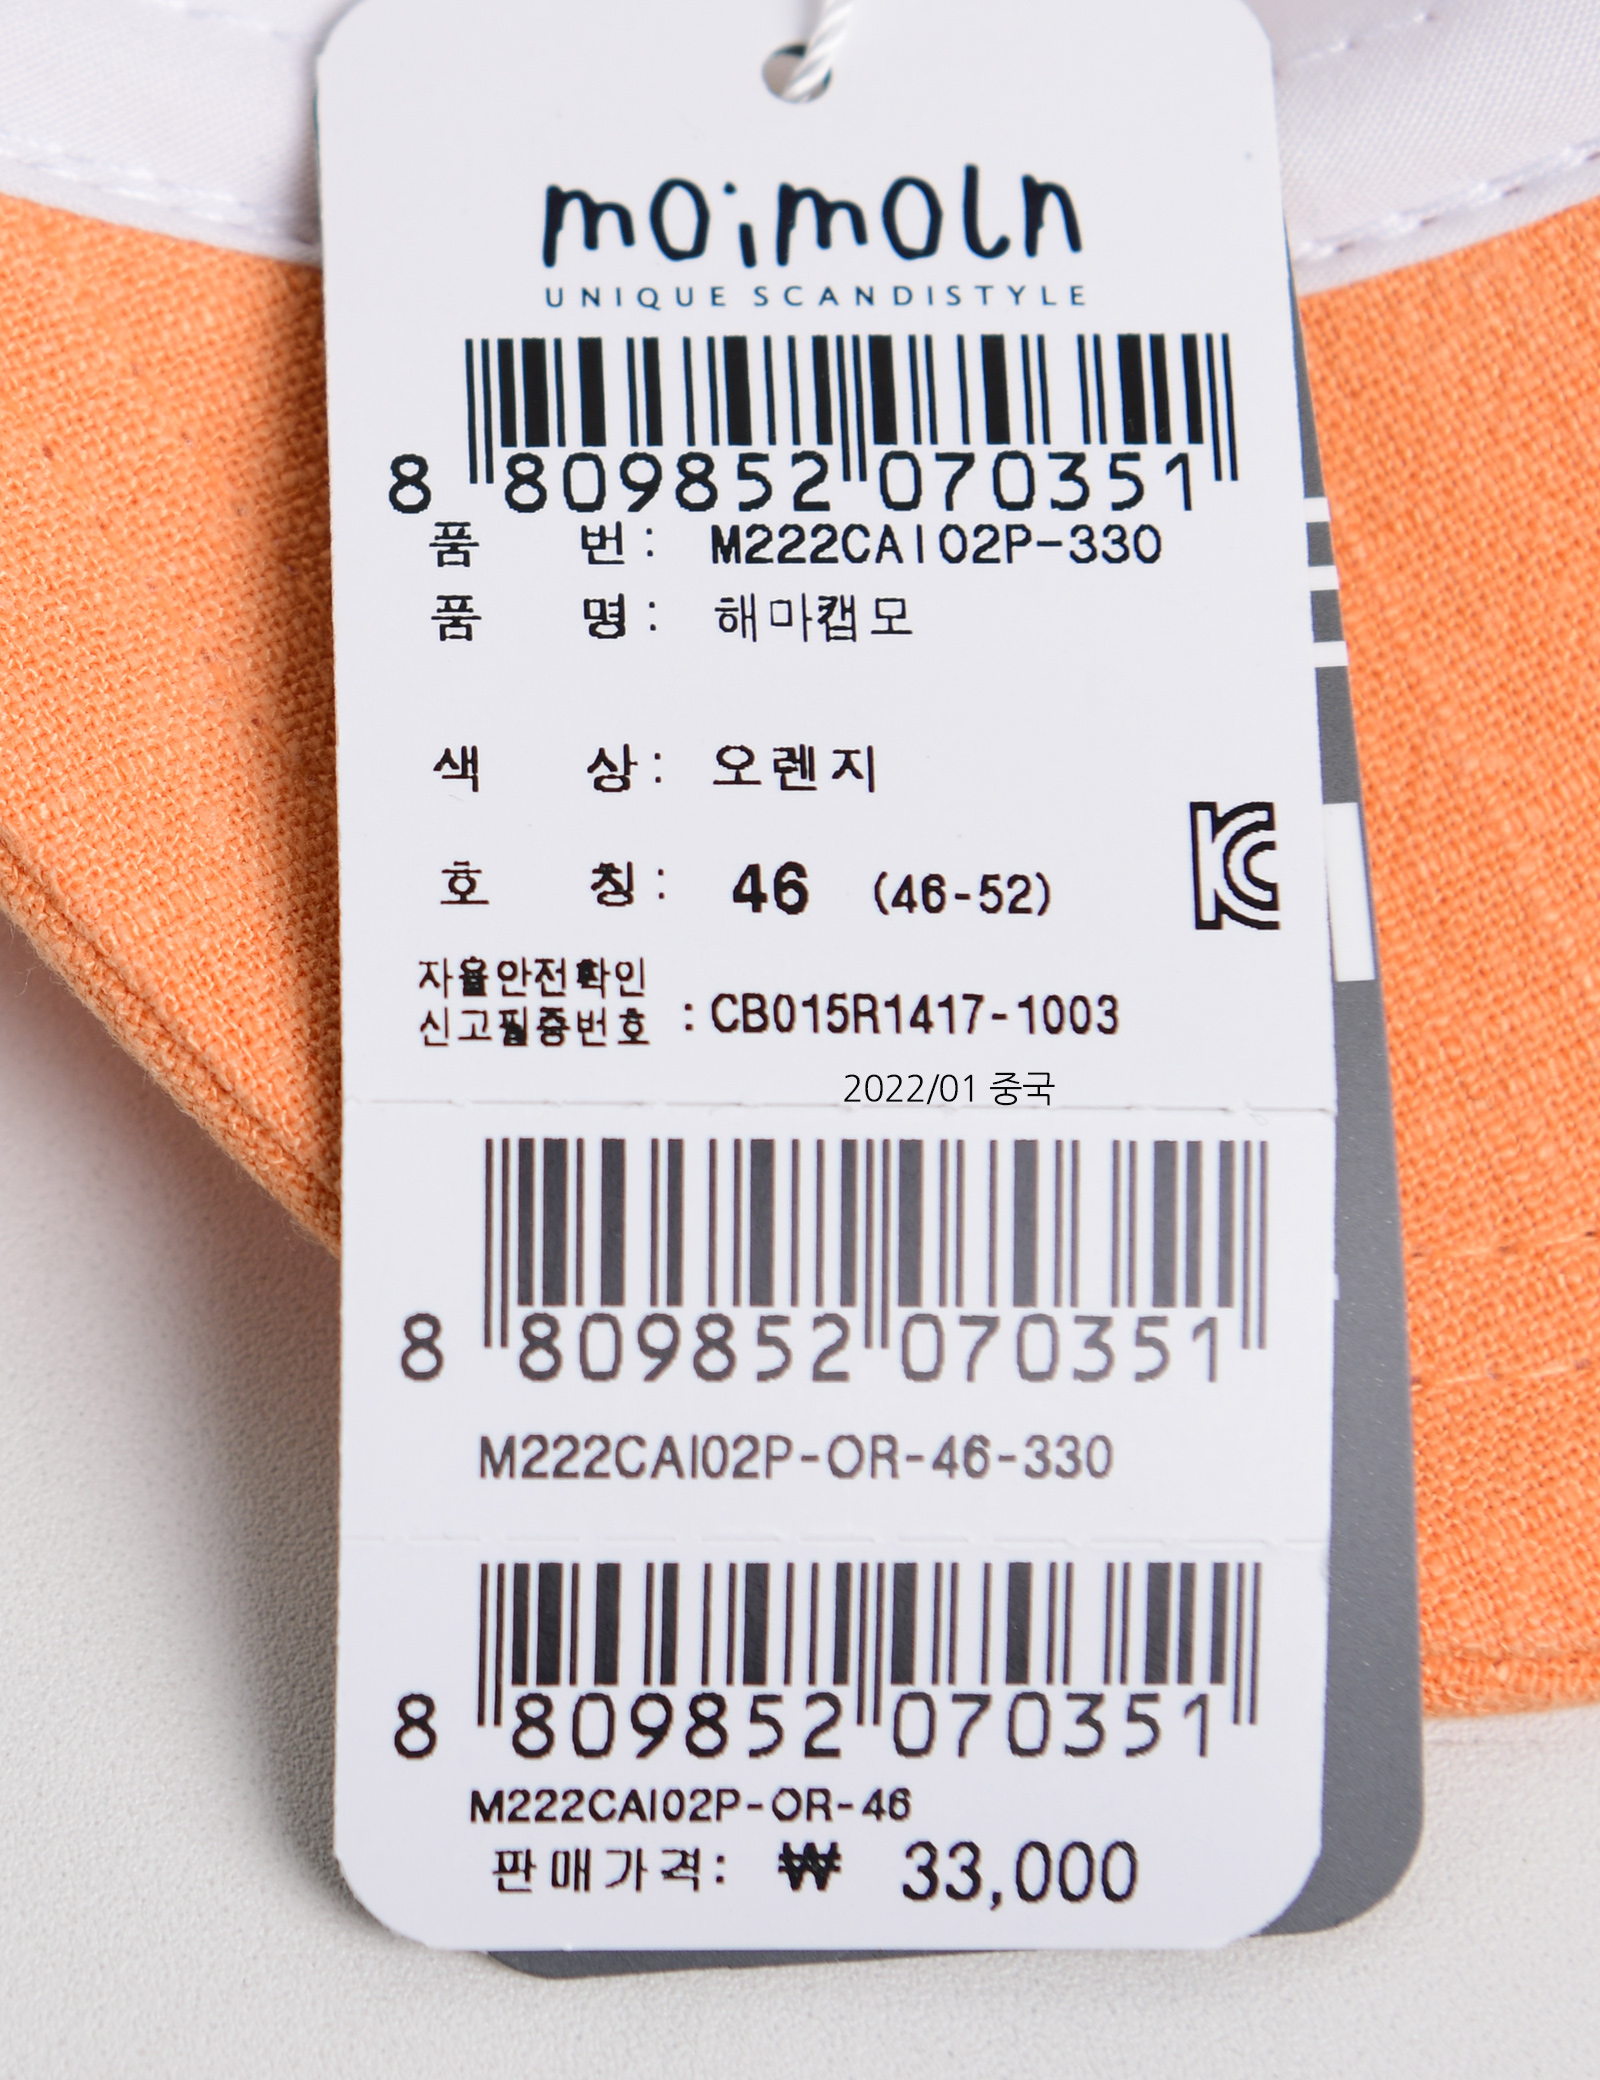 moimoln
UNIQUE SCANDISTYLE
8 809852 070351
품 번: M222CAI02P-330
품 명: 해마캡모
색 상: 오렌지
호 칭: 46 (46-52)
자율안전확인
신고필증번호 : CB015R1417-1003
2022/01 중국
8 809852 070351
M222CAI02P-OR-46-330
8 809852 070351
M222CAI02P-OR-46
판매가격: ₩ 33,000